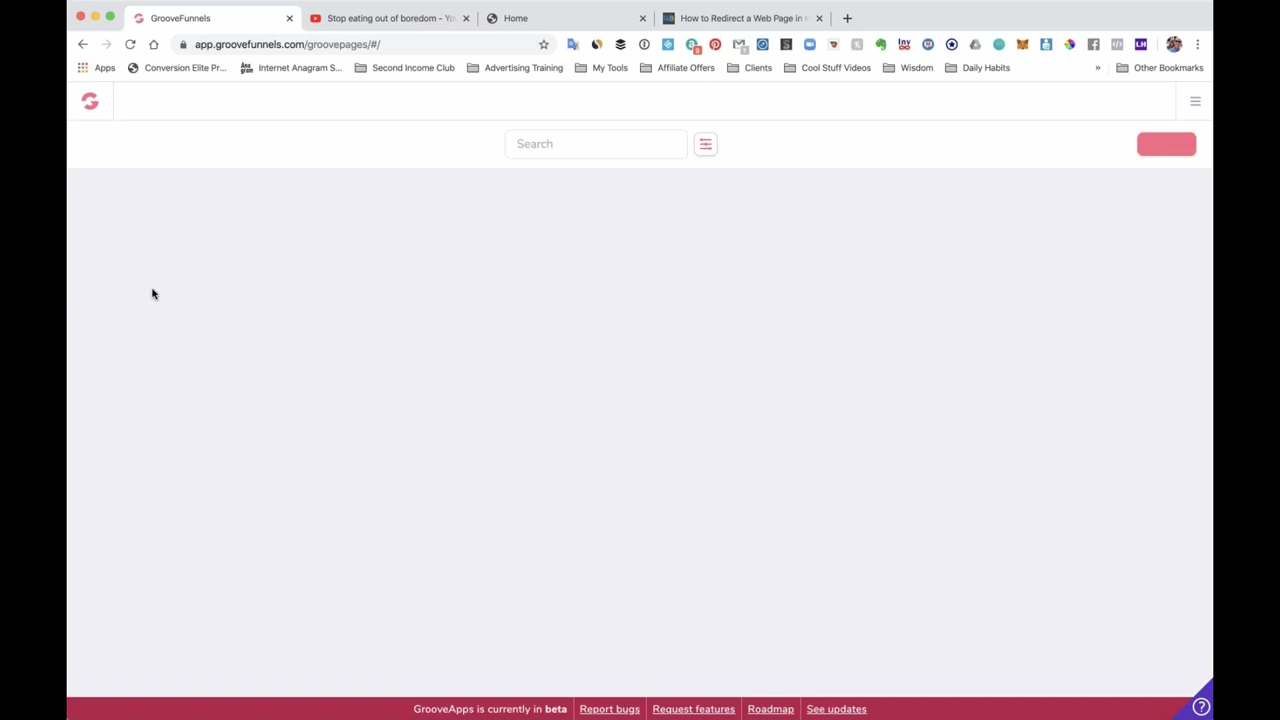 GrooveFunnels
Stop eating out of boredom - Yo
Home
How to Redirect a Web Page in H
app.groovefunnels.com/groovepages/#/
Apps
Conversion Elite Pr...
Internet Anagram S...
Second Income Club
Advertising Training
My Tools
Affiliate Offers
Clients
Cool Stuff Videos
Wisdom
Daily Habits
»
Other Bookmarks
Search
GrooveApps is currently in beta
Report bugs
Request features
Roadmap
See updates